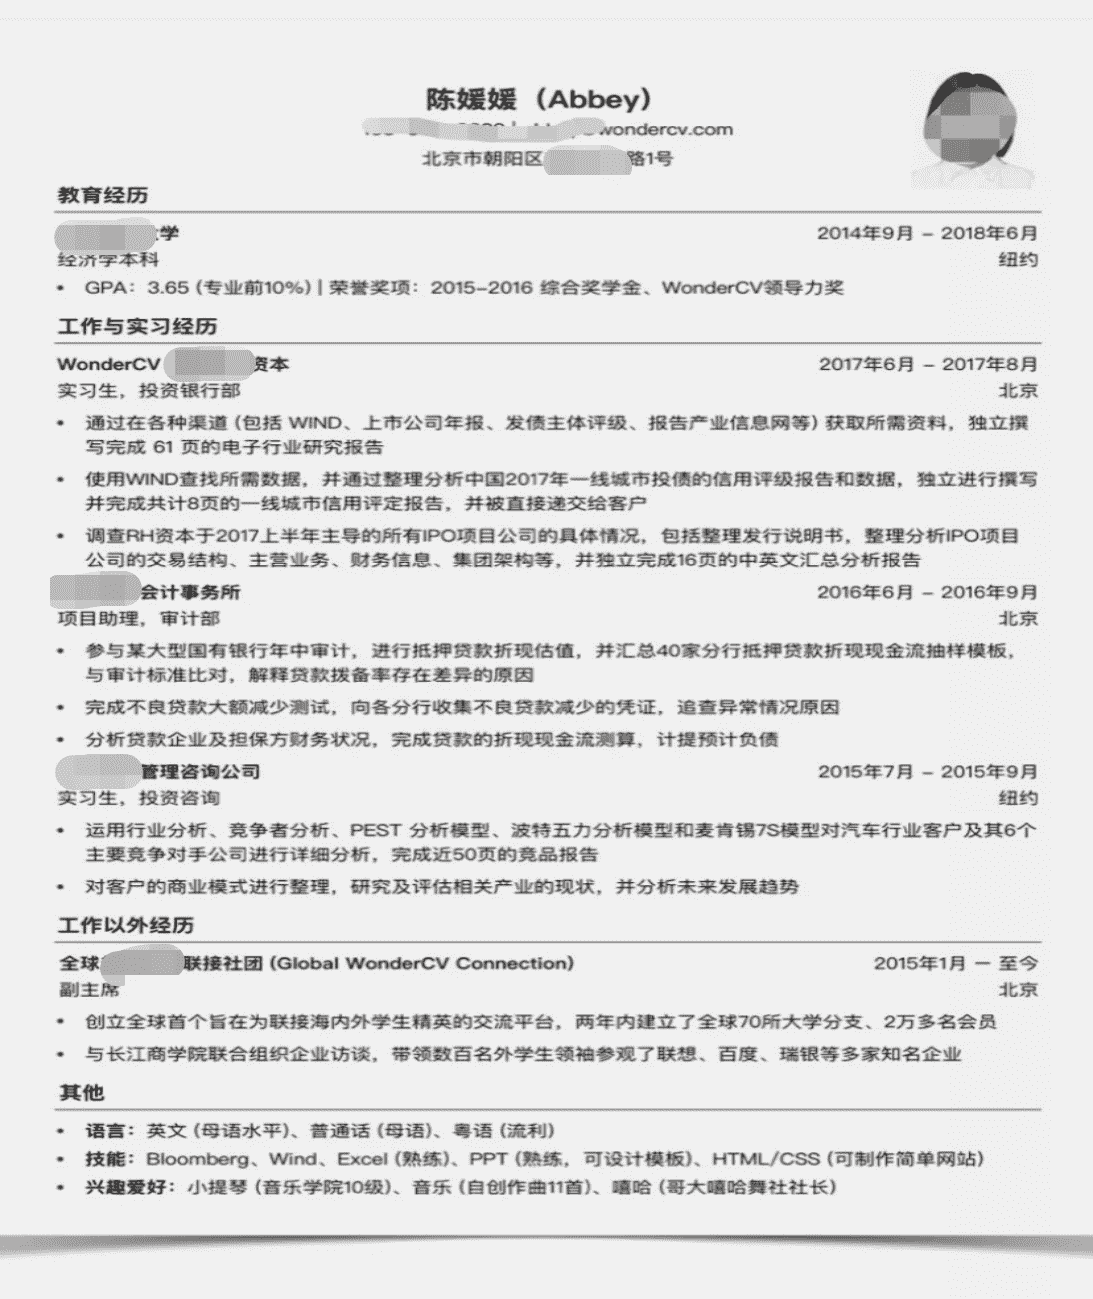 陈媛媛（Abbey）
wondercv.com
北京市朝阳区 路1号
教育经历
学 2014年9月 – 2018年6月
经济学本科 纽约
• GPA：3.65 (专业前10%) | 荣誉奖项：2015–2016 综合奖学金、WonderCV领导力奖
工作与实习经历
WonderCV 资本 2017年6月 – 2017年8月
实习生，投资银行部 北京
• 通过在各种渠道 (包括 WIND、上市公司年报、发债主体评级、报告产业信息网等) 获取所需资料，独立撰
写完成 61 页的电子行业研究报告
• 使用WIND查找所需数据，并通过整理分析中国2017年一线城市投债的信用评级报告和数据，独立进行撰写
并完成共计8页的一线城市信用评定报告，并被直接递交给客户
• 调查RH资本于2017上半年主导的所有IPO项目公司的具体情况，包括整理发行说明书，整理分析IPO项目
公司的交易结构、主营业务、财务信息、集团架构等，并独立完成16页的中英文汇总分析报告
会计事务所 2016年6月 – 2016年9月
项目助理，审计部 北京
• 参与某大型国有银行年中审计，进行抵押贷款折现估值，并汇总40家分行抵押贷款折现现金流抽样模板，
与审计标准比对，解释贷款拨备率存在差异的原因
• 完成不良贷款大额减少测试，向各分行收集不良贷款减少的凭证，追查异常情况原因
• 分析贷款企业及担保方财务状况，完成贷款的折现现金流测算，计提预计负债
管理咨询公司 2015年7月 – 2015年9月
实习生，投资咨询 纽约
• 运用行业分析、竞争者分析、PEST 分析模型、波特五力分析模型和麦肯锡7S模型对汽车行业客户及其6个
主要竞争对手公司进行详细分析，完成近50页的竞品报告
• 对客户的商业模式进行整理，研究及评估相关产业的现状，并分析未来发展趋势
工作以外经历
全球 联接社团 (Global WonderCV Connection) 2015年1月 — 至今
副主席 北京
• 创立全球首个旨在为联接海内外学生精英的交流平台，两年内建立了全球70所大学分支、2万多名会员
• 与长江商学院联合组织企业访谈，带领数百名外学生领袖参观了联想、百度、瑞银等多家知名企业
其他
• 语言：英文 (母语水平)、普通话 (母语)、粤语 (流利)
• 技能：Bloomberg、Wind、Excel (熟练)、PPT (熟练，可设计模板)、HTML/CSS (可制作简单网站)
• 兴趣爱好：小提琴 (音乐学院10级)、音乐 (自创作曲11首)、嘻哈 (哥大嘻哈舞社社长)